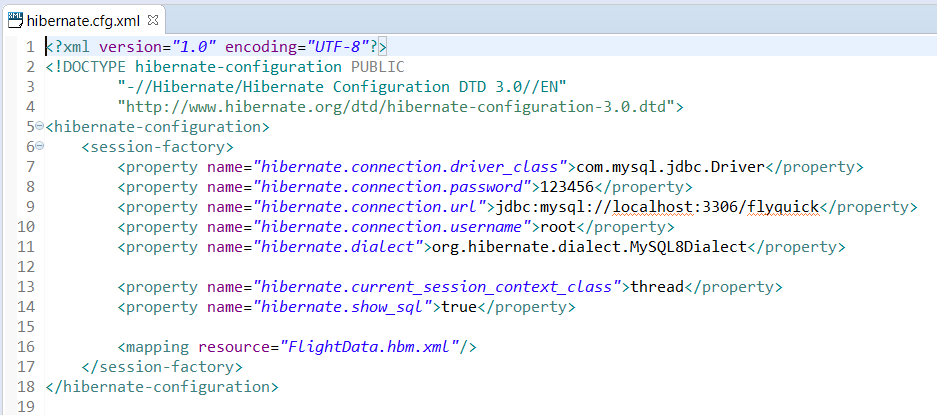 hibernate.cfg.xml
1 <?xml version="1.0" encoding="UTF-8"?>
2 <!DOCTYPE hibernate-configuration PUBLIC
3 "-//Hibernate/Hibernate Configuration DTD 3.0//EN"
4 "http://www.hibernate.org/dtd/hibernate-configuration-3.0.dtd">
5 <hibernate-configuration>
6 <session-factory>
7 <property name="hibernate.connection.driver_class">com.mysql.jdbc.Driver</property>
8 <property name="hibernate.connection.password">123456</property>
9 <property name="hibernate.connection.url">jdbc:mysql://localhost:3306/flyquick</property>
10 <property name="hibernate.connection.username">root</property>
11 <property name="hibernate.dialect">org.hibernate.dialect.MySQL8Dialect</property>
12
13 <property name="hibernate.current_session_context_class">thread</property>
14 <property name="hibernate.show_sql">true</property>
15
16 <mapping resource="FlightData.hbm.xml"/>
17 </session-factory>
18 </hibernate-configuration>
19